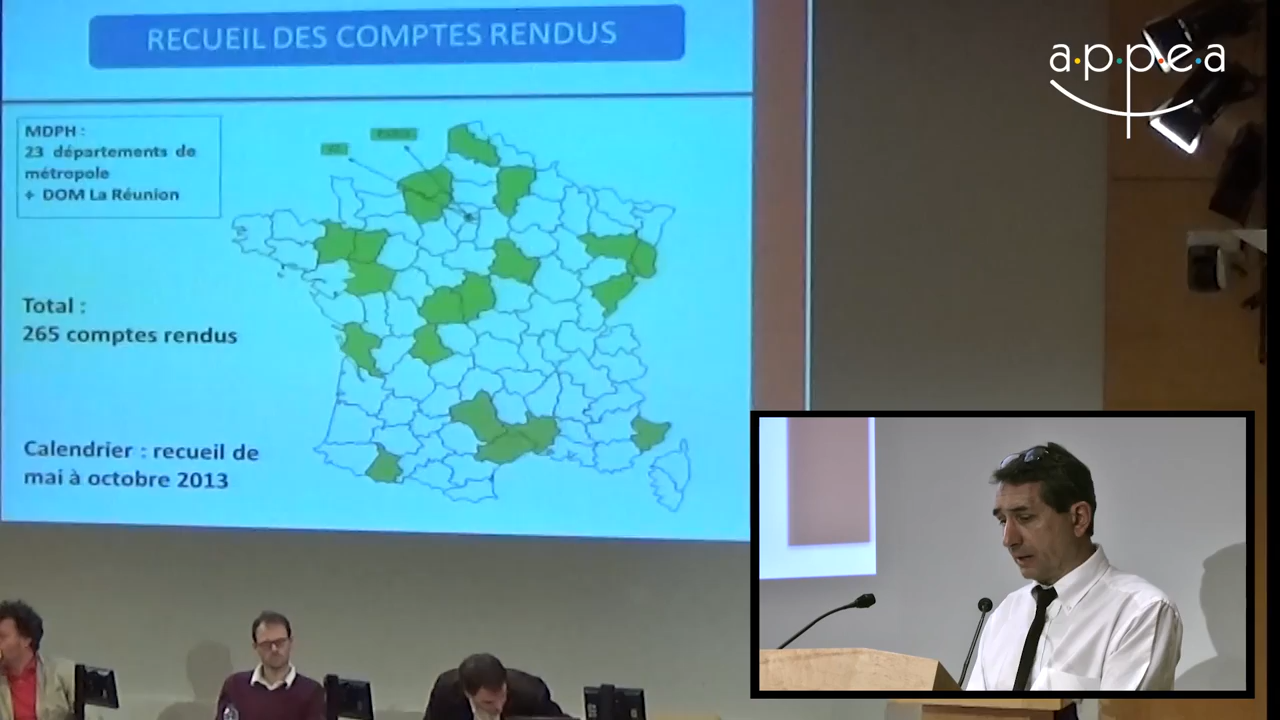 RECUEIL DES COMPTES RENDUS
a·p·p·e·a
MDPH :
23 départements de
métropole
+ DOM La Réunion
Total :
265 comptes rendus
Calendrier : recueil de
mai à octobre 2013